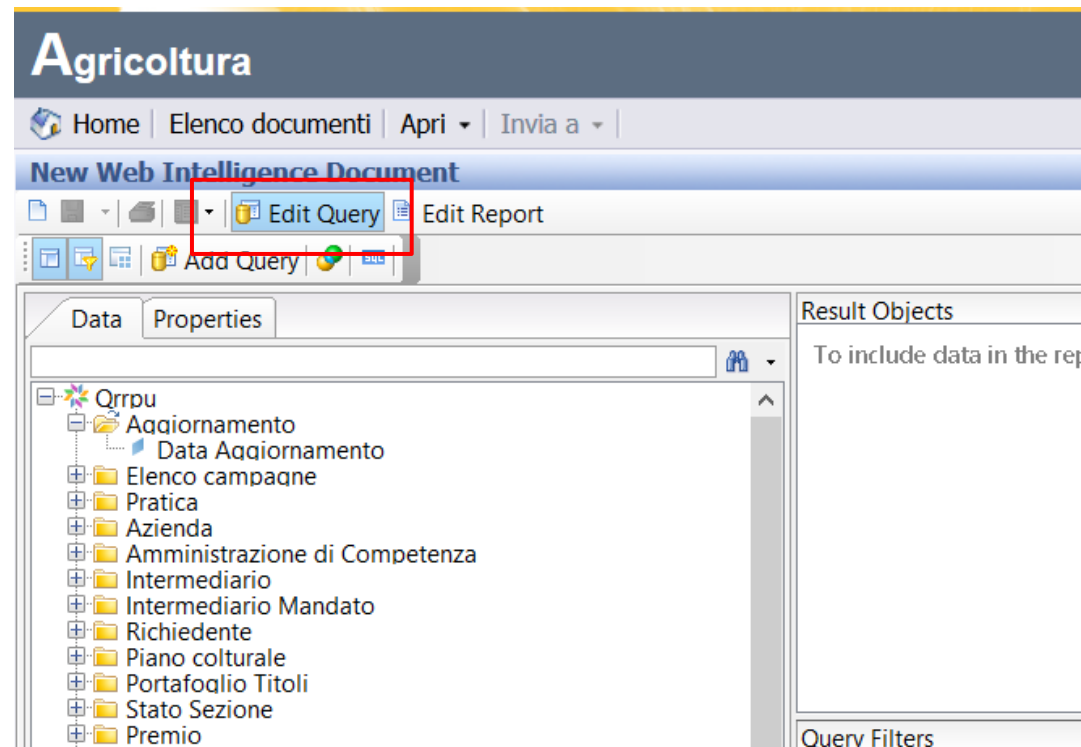 Agricoltura
Home Elenco documenti Apri Invia a
New Web Intelligence Document
Edit Query Edit Report
Add Query SQL
Data Properties
Result Objects
To include data in the rep
Qrrpu
Aggiornamento
Data Aggiornamento
Elenco campagne
Pratica
Azienda
Amministrazione di Competenza
Intermediario
Intermediario Mandato
Richiedente
Piano colturale
Portafoglio Titoli
Stato Sezione
Premio
Query Filters